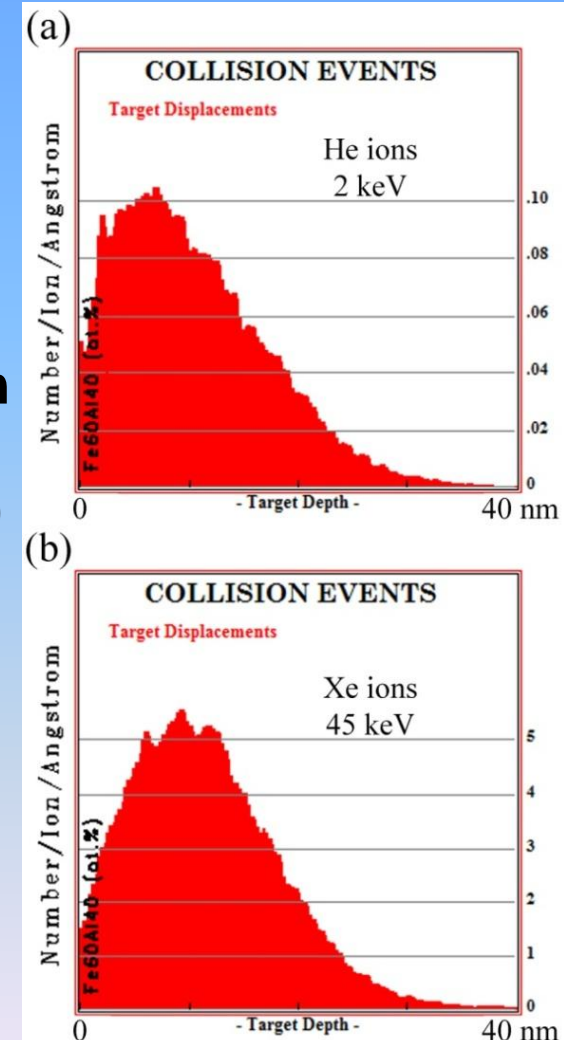 (a)
COLLISION EVENTS
Target Displacements
He ions
2 keV
Number/Ion/Angstrom
Fe60Al40 (at.%)
.10
.08
.06
.04
.02
0
0
- Target Depth -
40 nm
(b)
COLLISION EVENTS
Target Displacements
Xe ions
45 keV
Number/Ion/Angstrom
Fe60Al40 (at.%)
5
4
3
2
1
0
0
- Target Depth -
40 nm